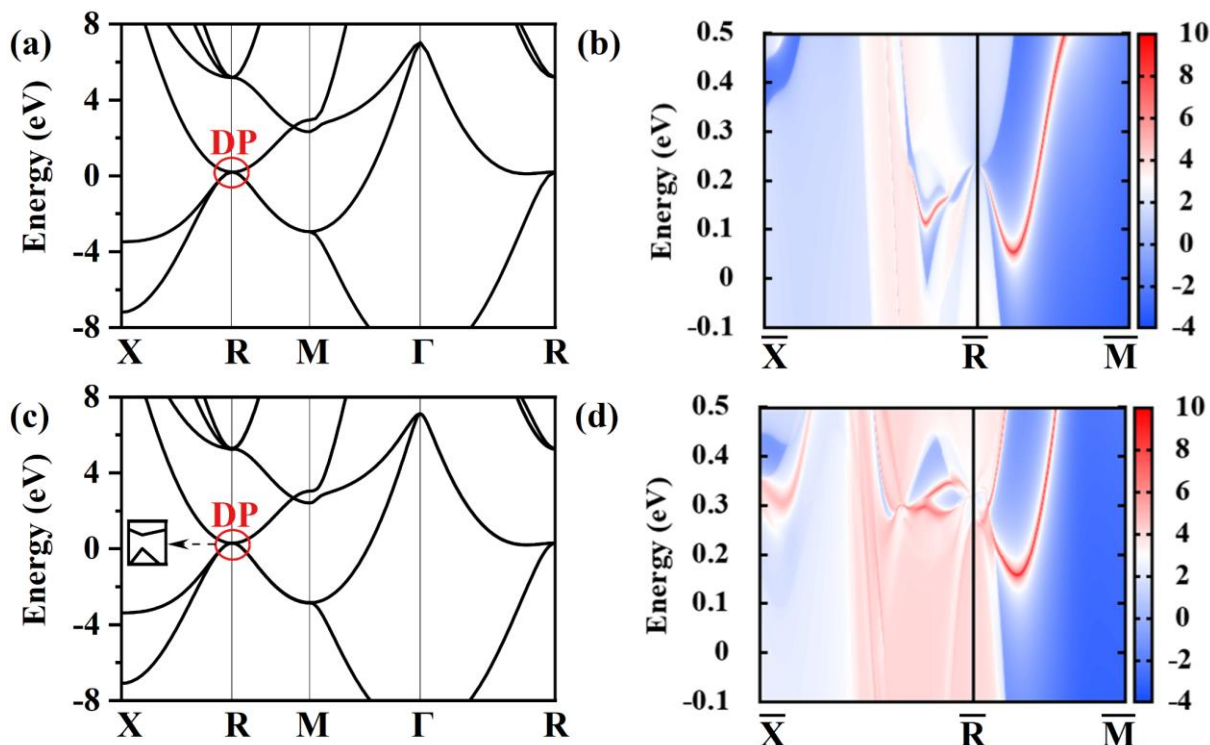 (a)
8
4
0
-4
-8
Energy (eV)
DP
X R M Γ R
(b)
0.5
0.4
0.3
0.2
0.1
0
-0.1
Energy (eV)
X̅ R̅ M̅
10
8
6
4
2
0
-2
-4
(c)
8
4
0
-4
-8
Energy (eV)
DP
X R M Γ R
(d)
0.5
0.4
0.3
0.2
0.1
0
-0.1
Energy (eV)
X̅ R̅ M̅
10
8
6
4
2
0
-2
-4